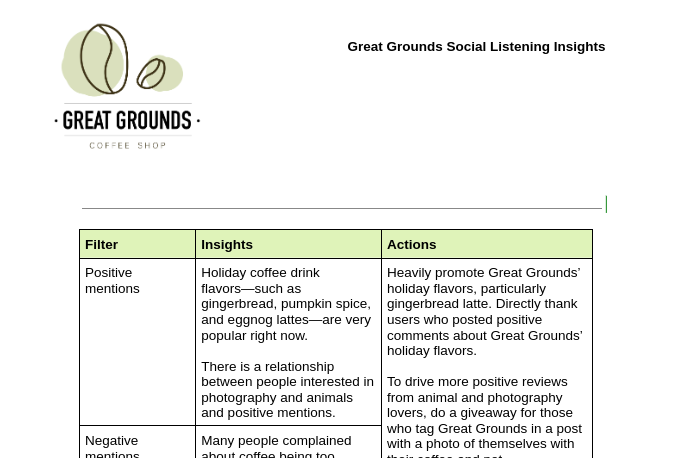 Great Grounds Social Listening Insights
· GREAT GROUNDS ·
COFFEE SHOP
Filter
Insights
Actions
Positive
mentions
Holiday coffee drink
flavors—such as
gingerbread, pumpkin spice,
and eggnog lattes—are very
popular right now.
There is a relationship
between people interested in
photography and animals
and positive mentions.
Heavily promote Great Grounds’
holiday flavors, particularly
gingerbread latte. Directly thank
users who posted positive
comments about Great Grounds’
holiday flavors.
To drive more positive reviews
from animal and photography
lovers, do a giveaway for those
who tag Great Grounds in a post
with a photo of themselves with
their coffee and pet.
Negative
mentions
Many people complained
about coffee being too